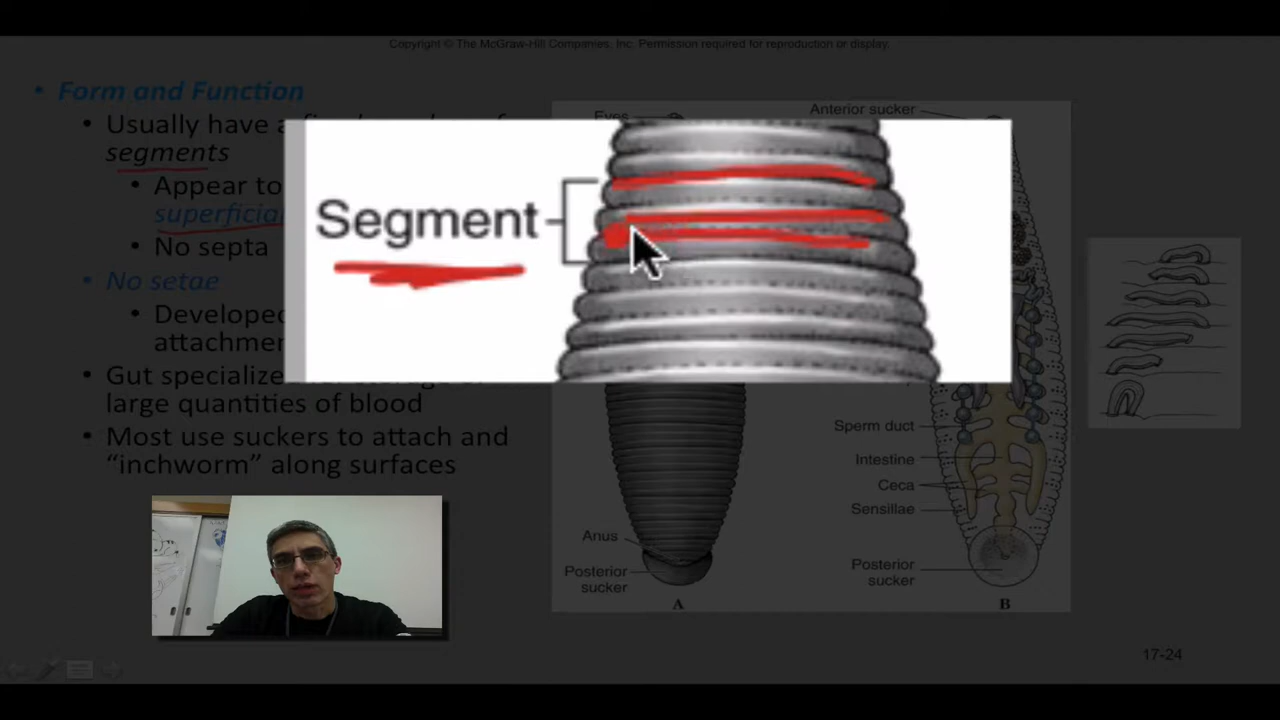 Copyright © The McGraw-Hill Companies, Inc. Permission required for reproduction or display.
• Form and Function
• Usually have a
segments
• Appear to
superficial
• No septa
• No setae
• Developed
attachmen
• Gut specialize
large quantities of blood
• Most use suckers to attach and
“inchworm” along surfaces
Eyes
Segment
Anus
Posterior
sucker
A
Anterior sucker
Sperm duct
Intestine
Ceca
Sensillae
Posterior
sucker
B
17-24